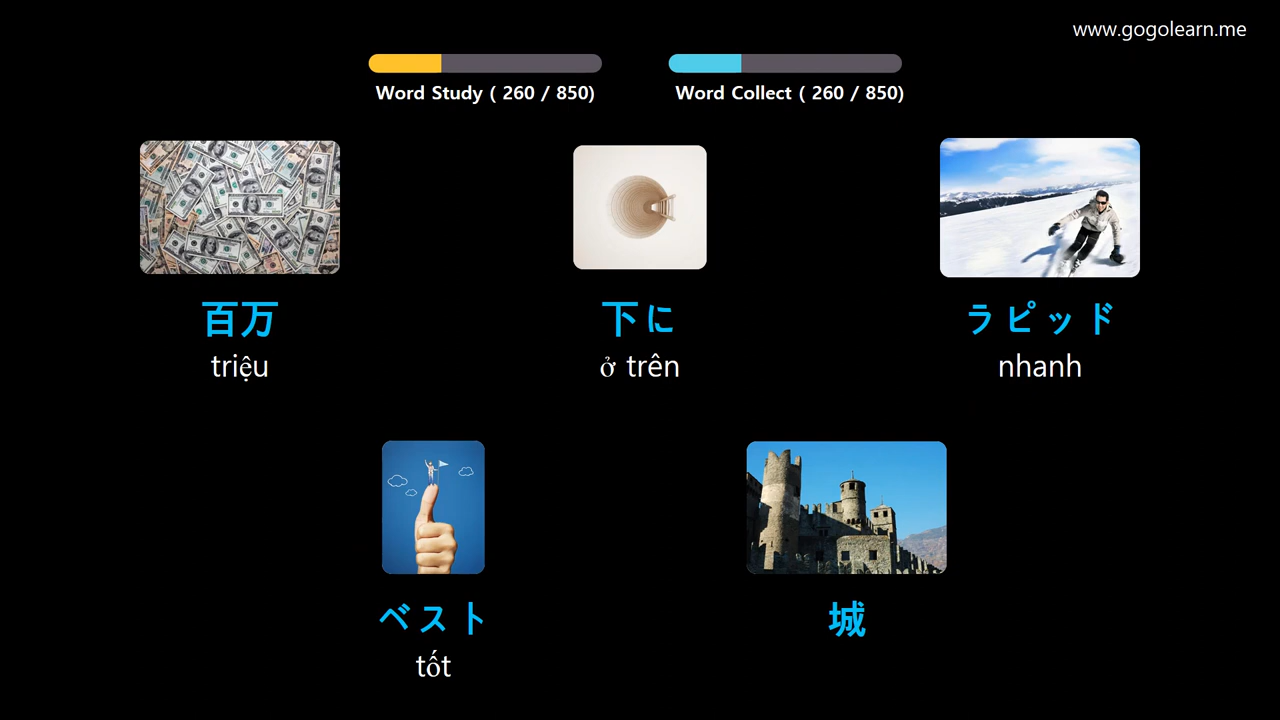 www.gogolearn.me
Word Study ( 260 / 850)
Word Collect ( 260 / 850)
百万
triệu
下に
ở trên
ラピッド
nhanh
ベスト
tốt
城